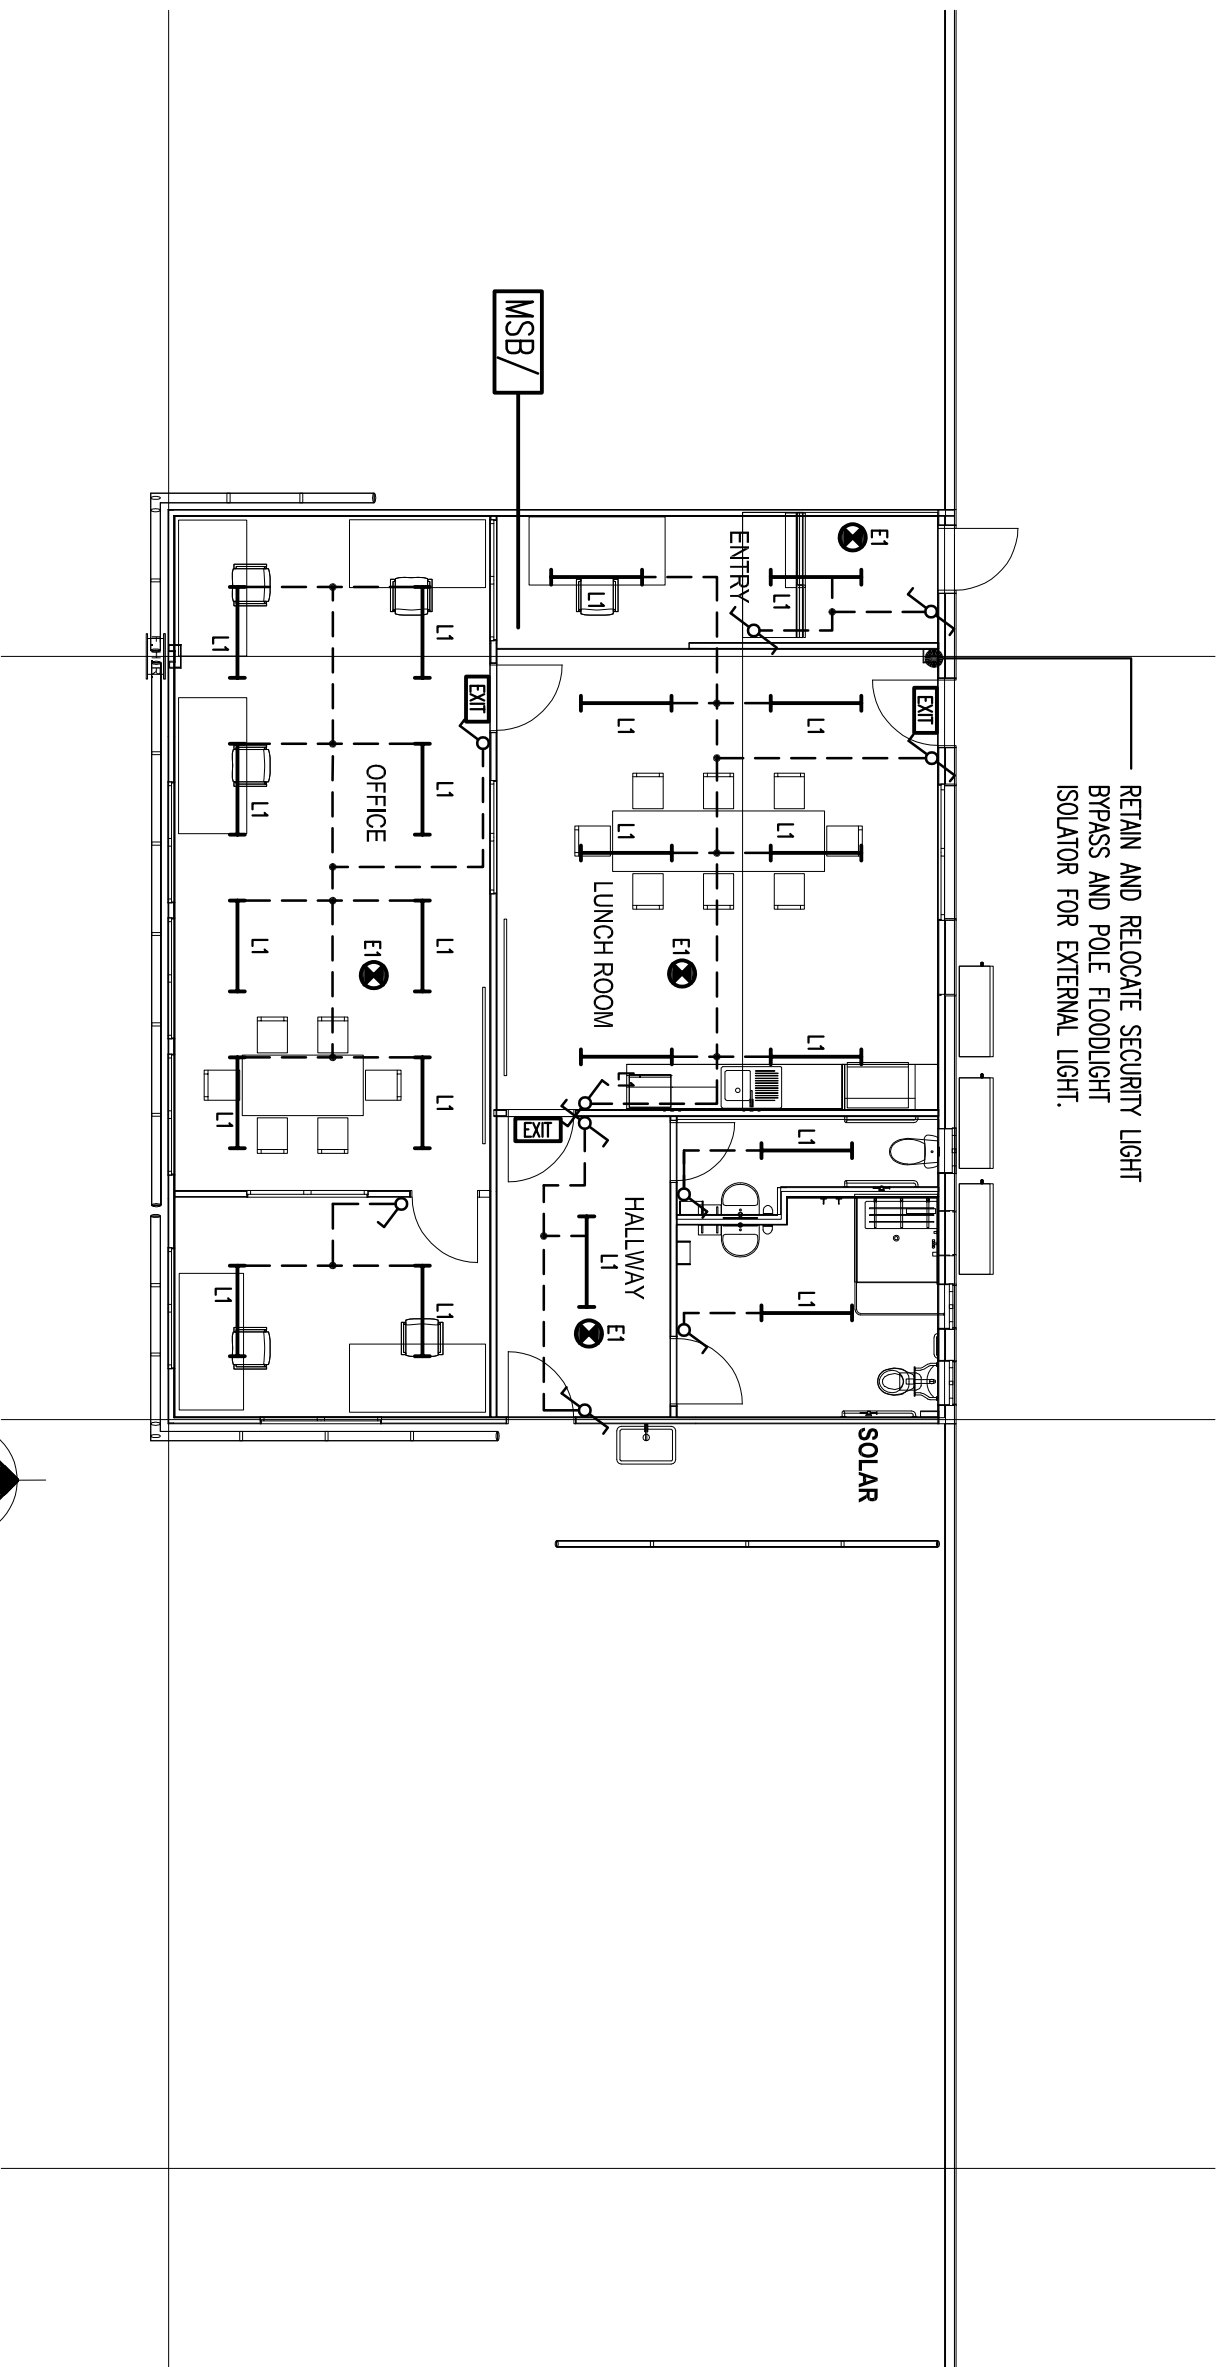 RETAIN AND RELOCATE SECURITY LIGHT
BYPASS AND POLE FLOODLIGHT
ISOLATOR FOR EXTERNAL LIGHT.
EXIT
E1
SOLAR
L1
L1
L1
L1
L1
L1
ENTRY
E1
HALLWAY
L1
L1
E1
L1
LUNCH ROOM
L1
EXIT
MSB/
EXIT
L1
L1
L1
L1
L1
OFFICE
E1
L1
L1
L1
L1
L1